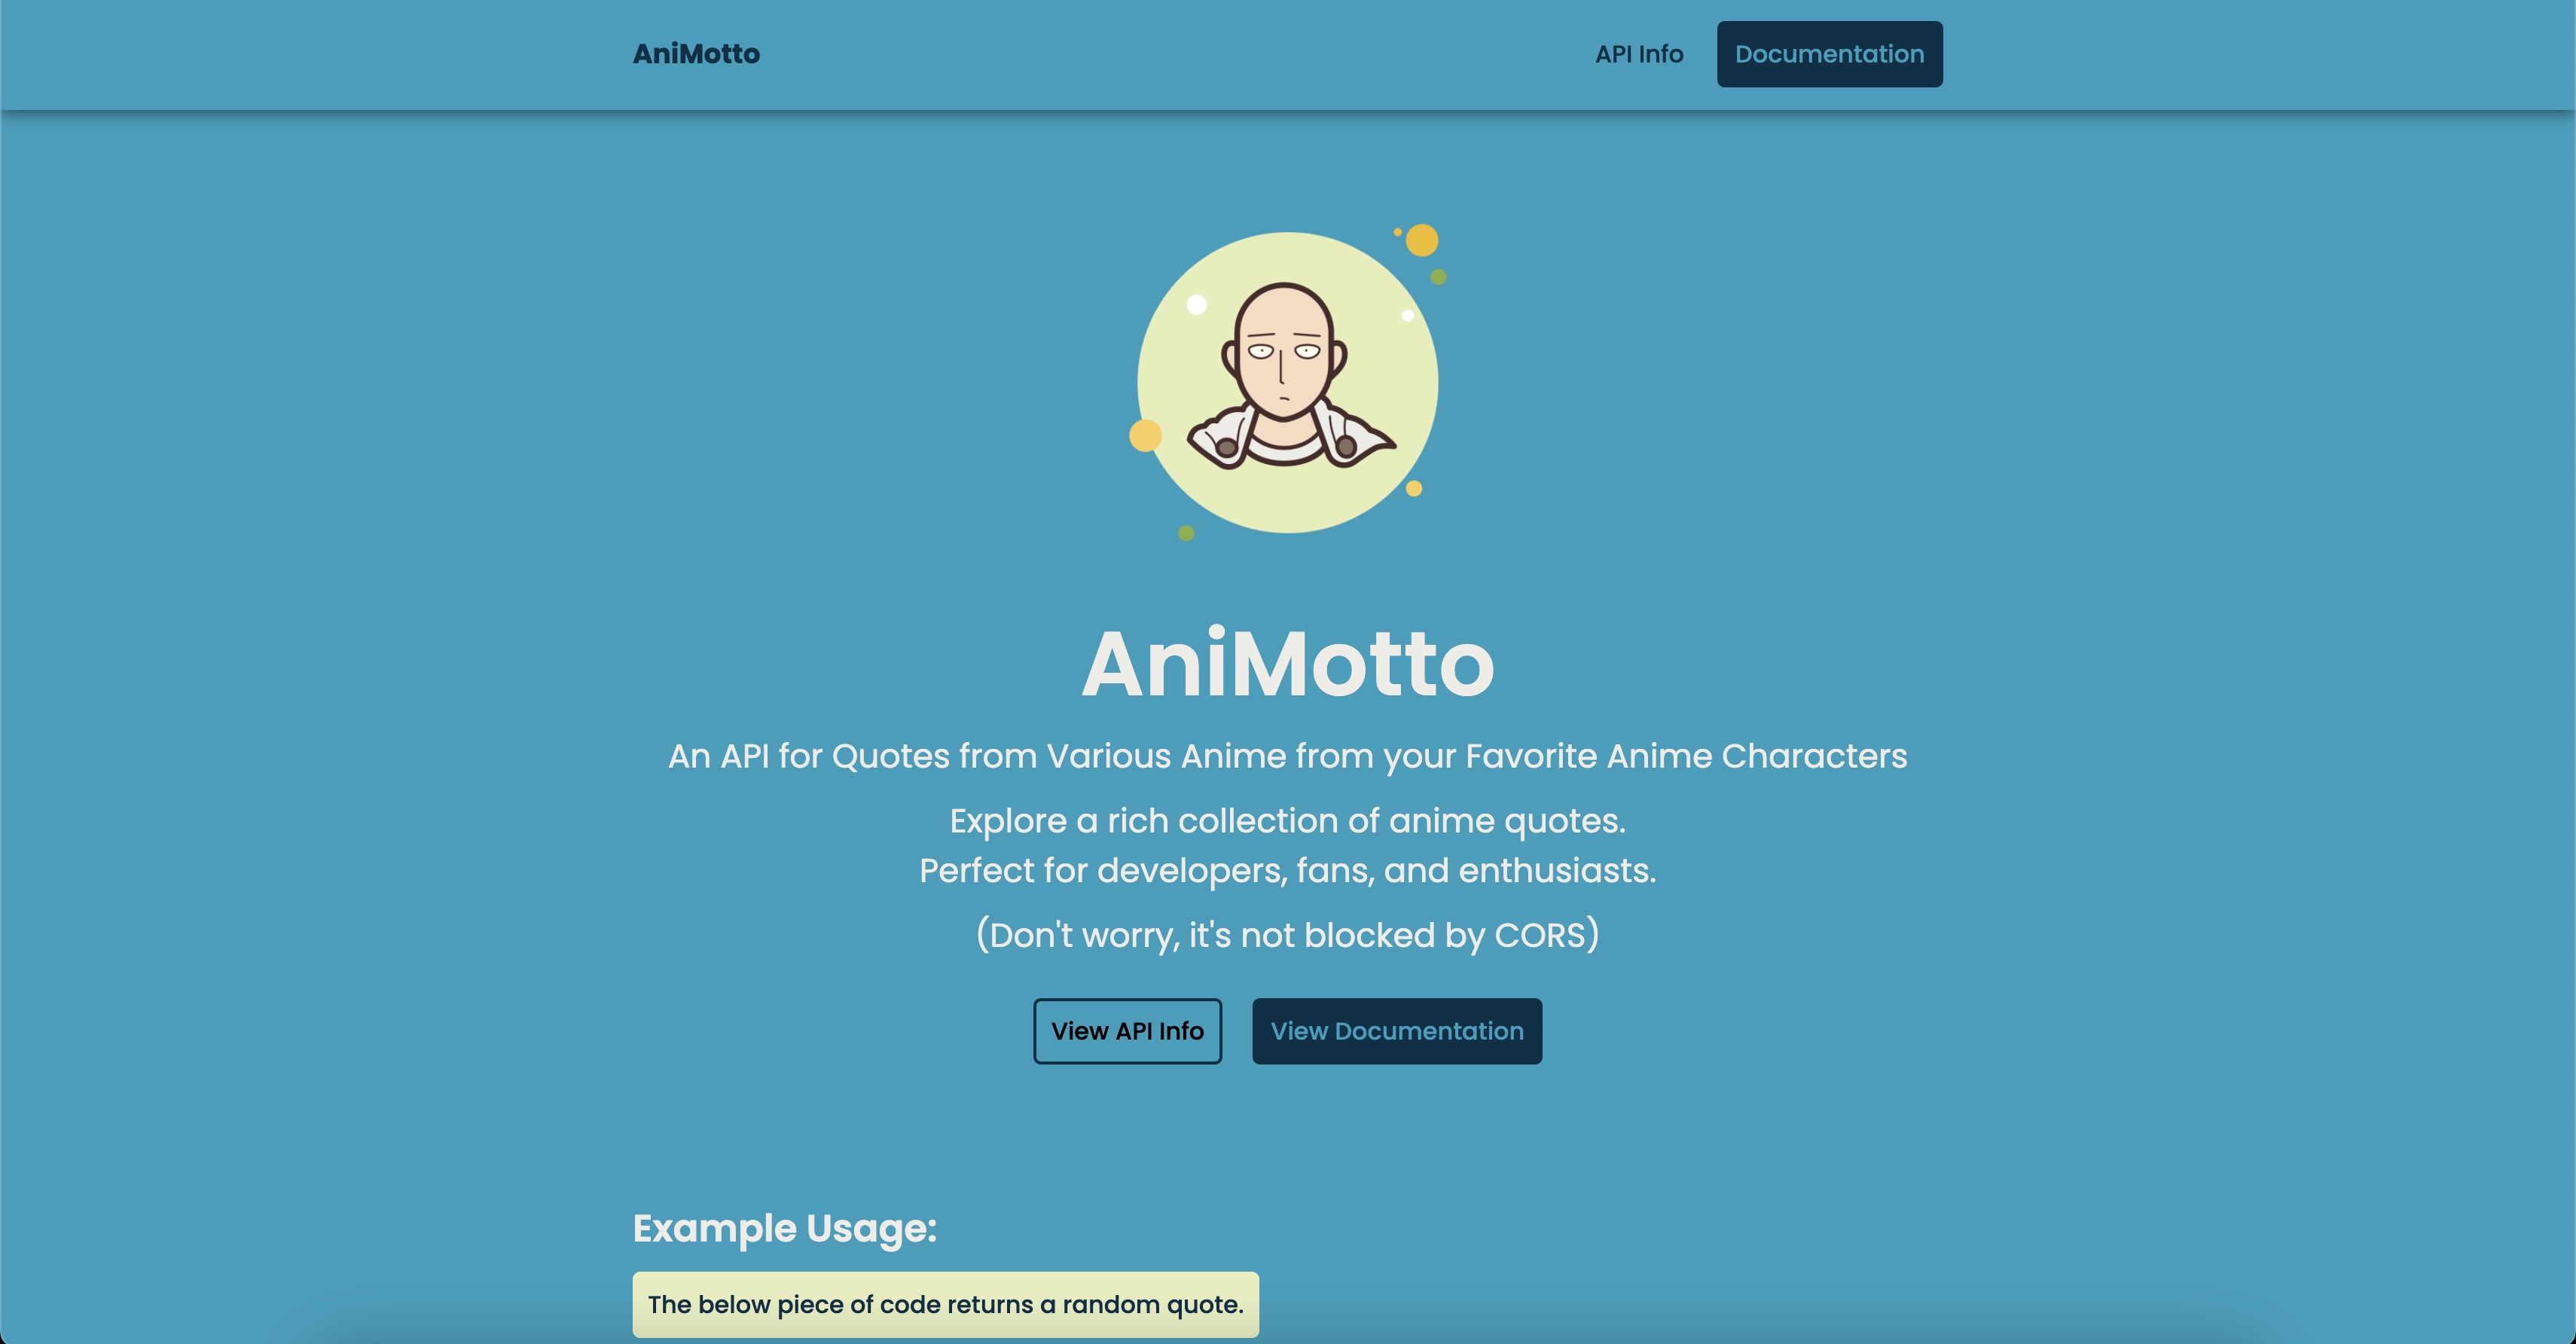 AniMotto
API Info
Documentation
AniMotto
An API for Quotes from Various Anime from your Favorite Anime Characters
Explore a rich collection of anime quotes.
Perfect for developers, fans, and enthusiasts.
(Don't worry, it's not blocked by CORS)
View API Info
View Documentation
Example Usage:
The below piece of code returns a random quote.